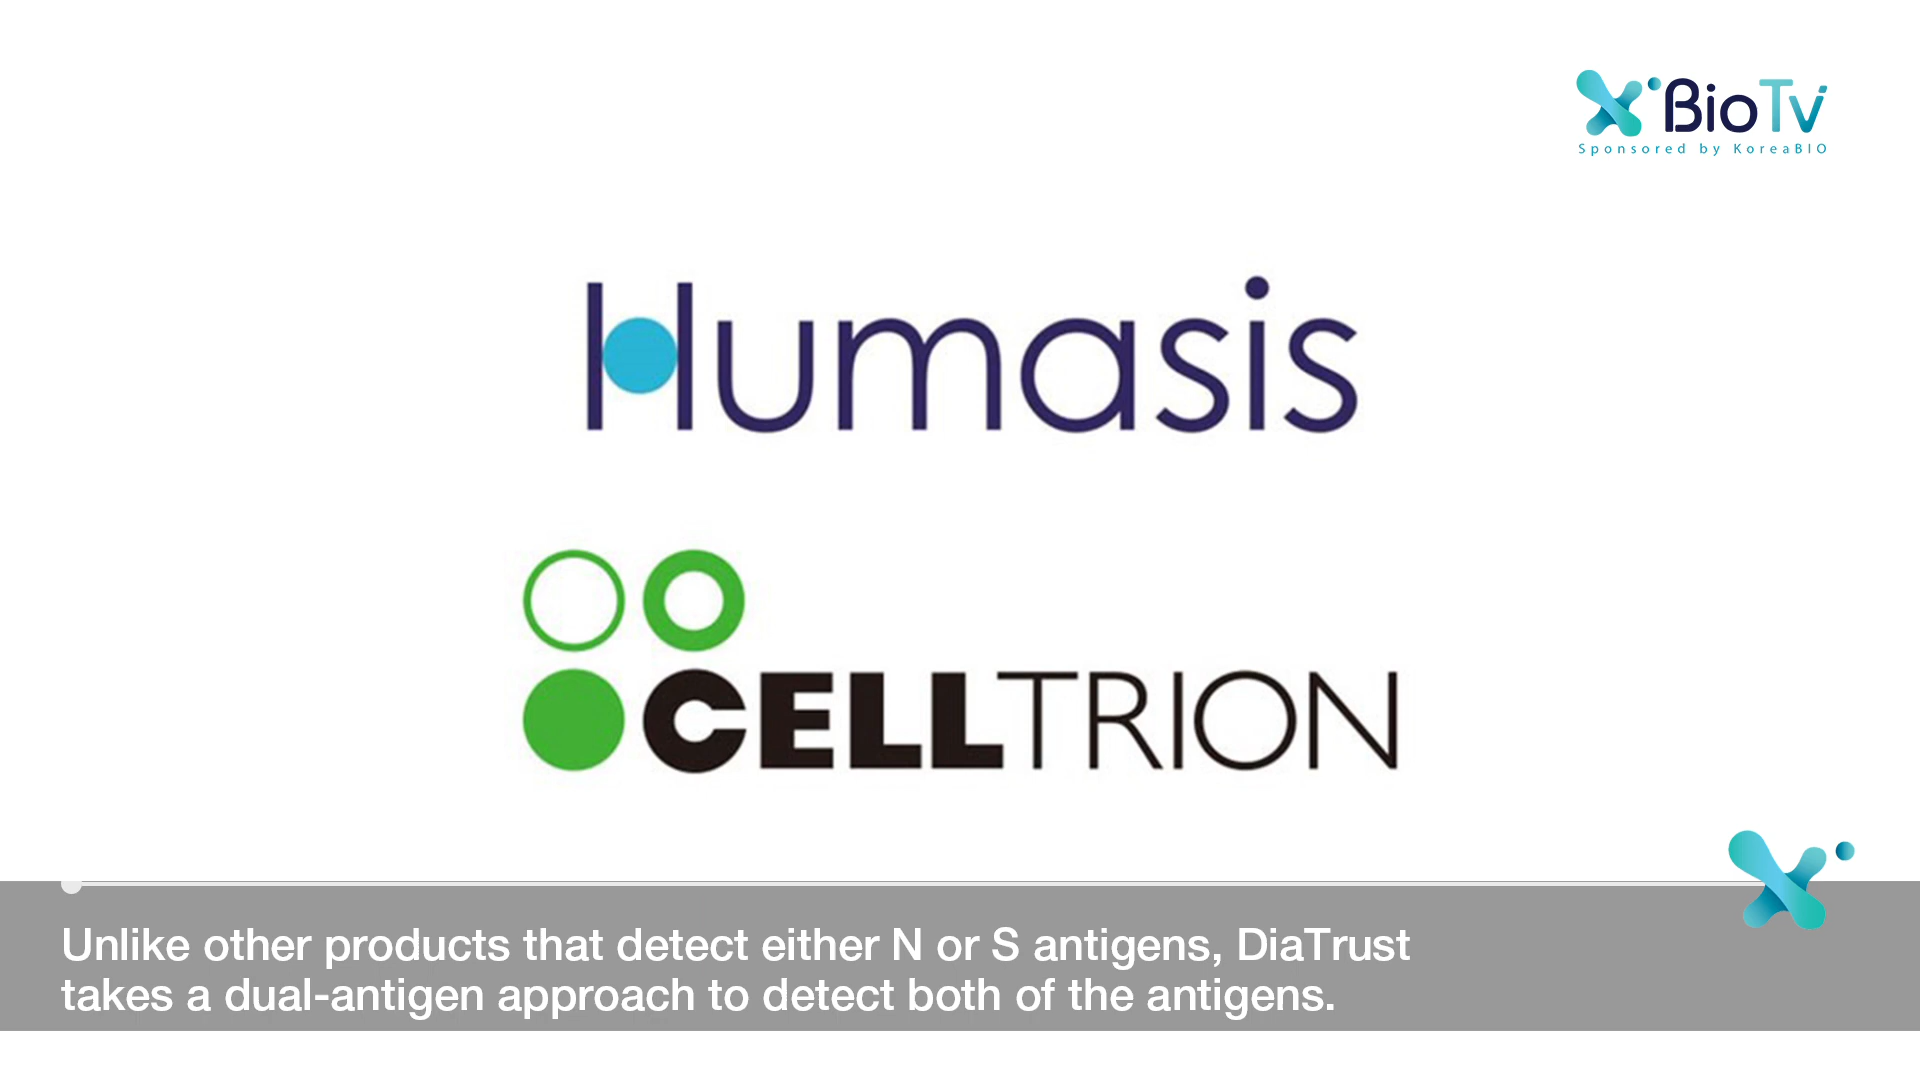 BioTv
Sponsored by KoreaBIO
Humasis
CELLTRION
Unlike other products that detect either N or S antigens, DiaTrust
takes a dual-antigen approach to detect both of the antigens.